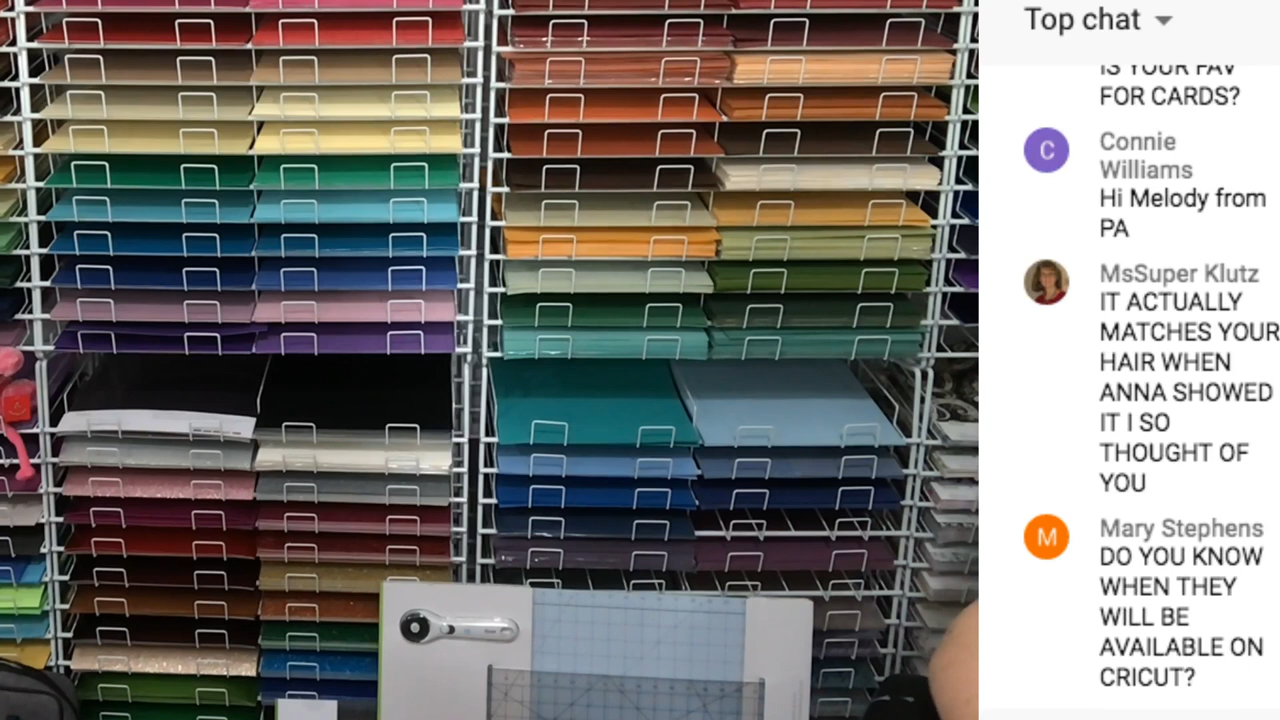 Top chat
IS YOUR FAV
FOR CARDS?
C
Connie
Williams
Hi Melody from
PA
MsSuper Klutz
IT ACTUALLY
MATCHES YOUR
HAIR WHEN
ANNA SHOWED
IT I SO
THOUGHT OF
YOU
M
Mary Stephens
DO YOU KNOW
WHEN THEY
WILL BE
AVAILABLE ON
CRICUT?